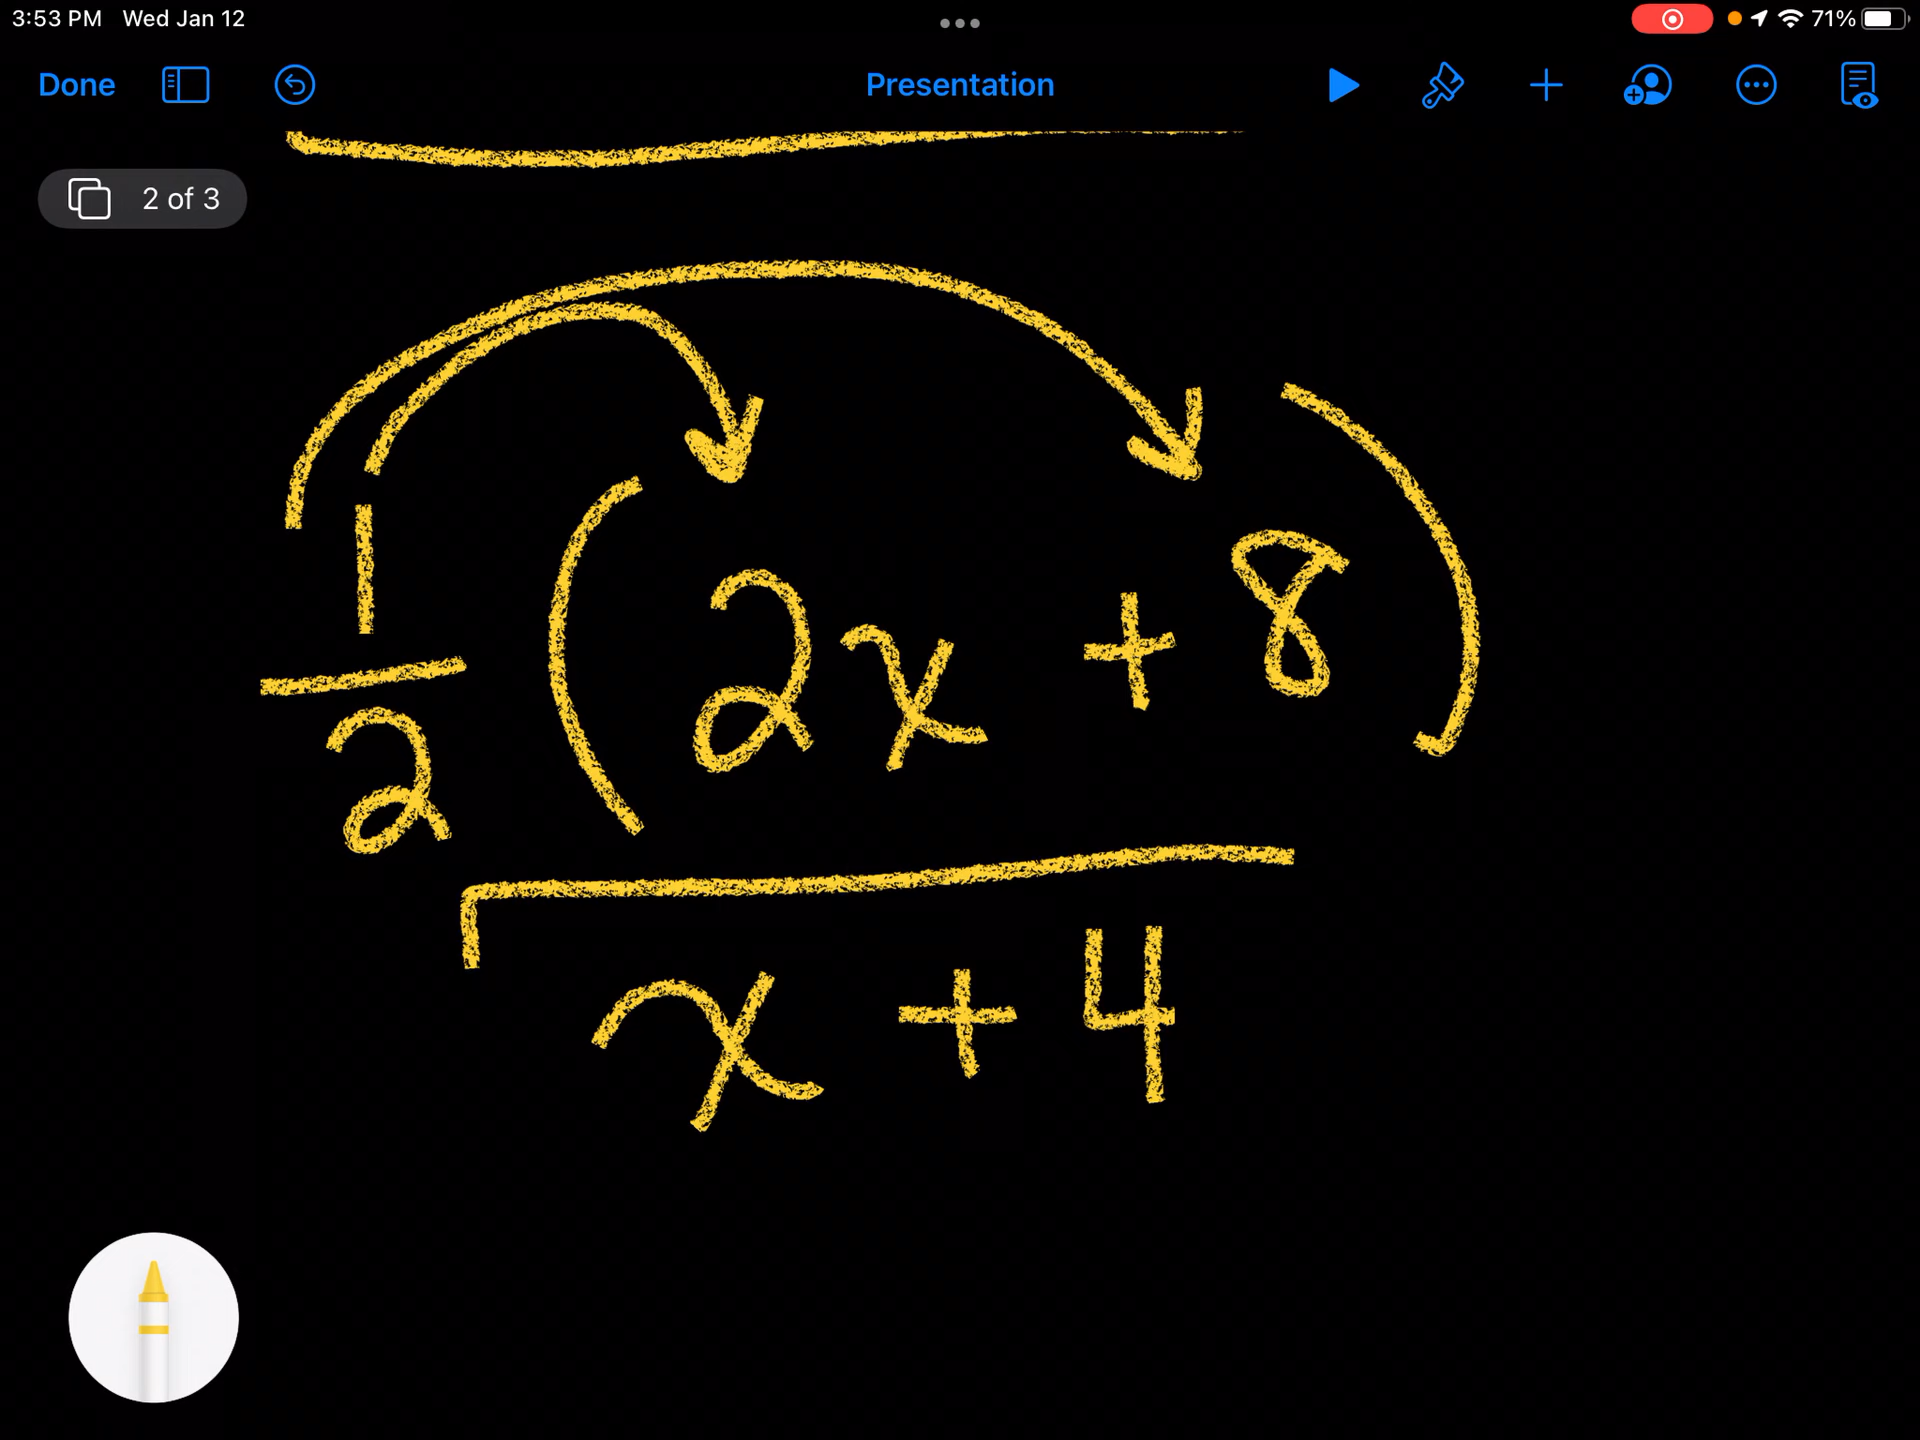 3:53 PM Wed Jan 12 71%
Done Presentation
2 of 3
1/2 (2x + 8)
x + 4